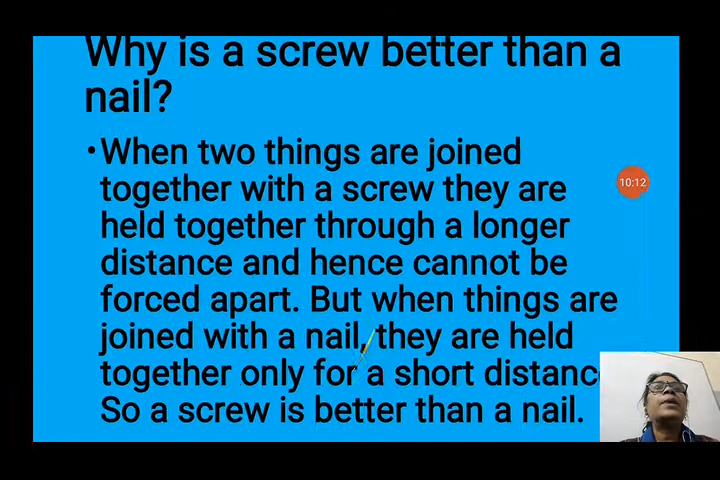 Why is a screw better than a
nail?
•When two things are joined
together with a screw they are
held together through a longer
distance and hence cannot be
forced apart. But when things are
joined with a nail, they are held
together only for a short distanc
So a screw is better than a nail.
10:12